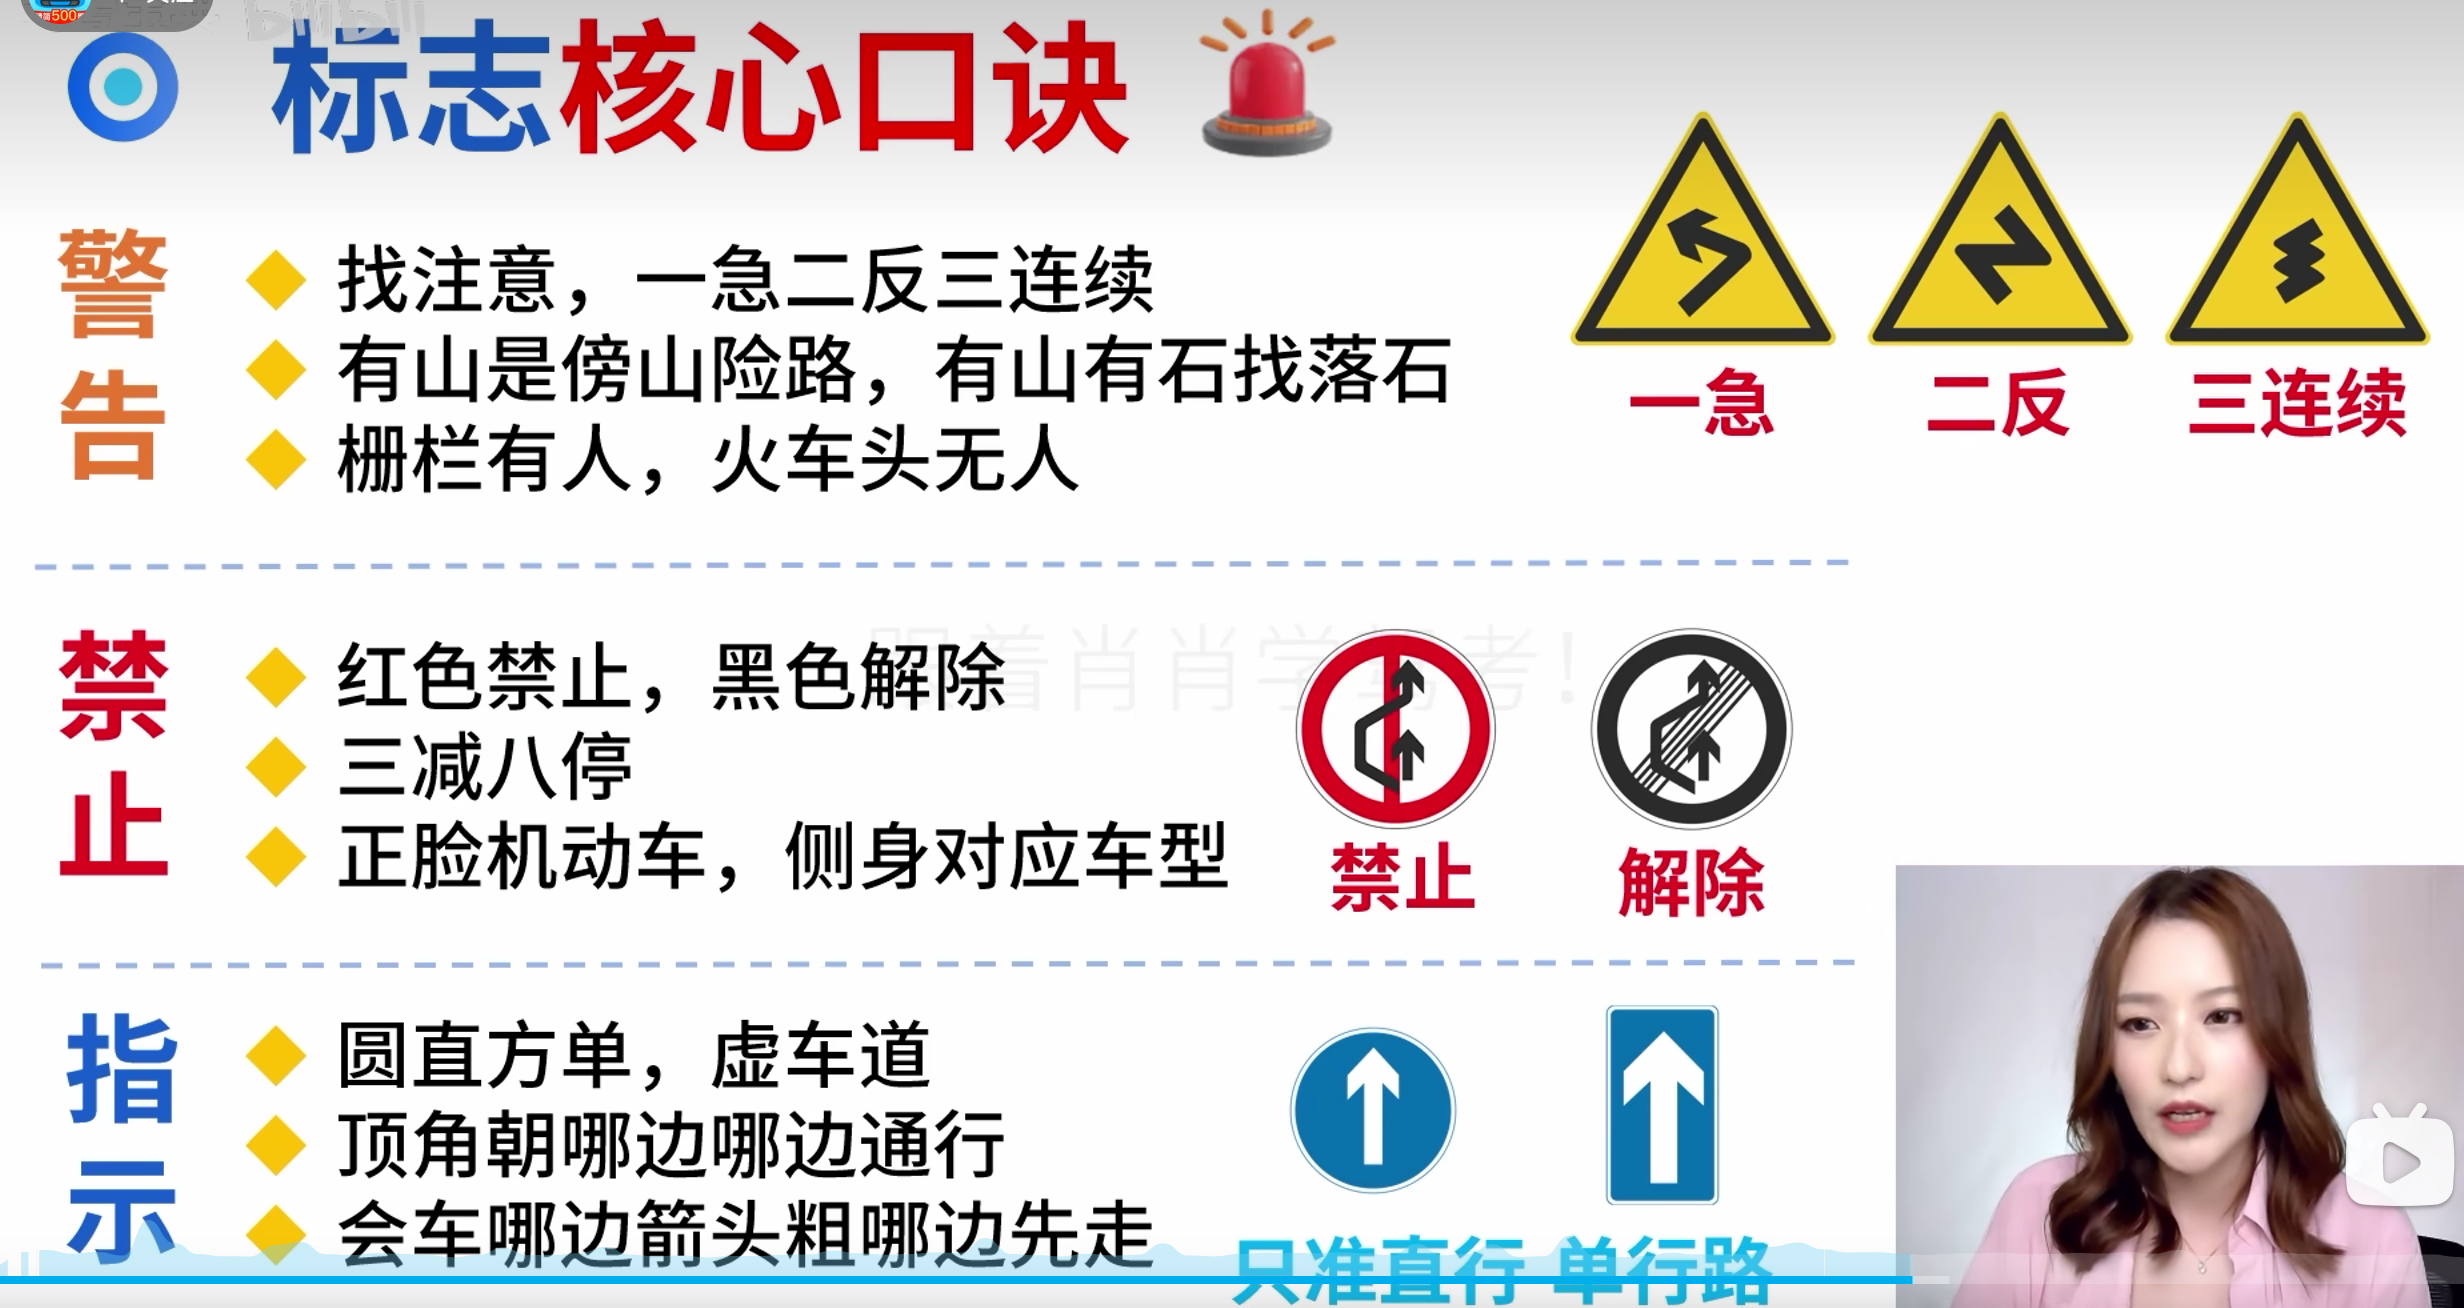 bilibili
标志核心口诀
警告
找注意，一急二反三连续
有山是傍山险路，有山有石找落石
栅栏有人，火车头无人
一急
二反
三连续
跟着肖肖学驾考！
禁止
红色禁止，黑色解除
三减八停
正脸机动车，侧身对应车型
禁止
解除
指示
圆直方单，虚车道
顶角朝哪边哪边通行
会车哪边箭头粗哪边先走
只准直行
单行路